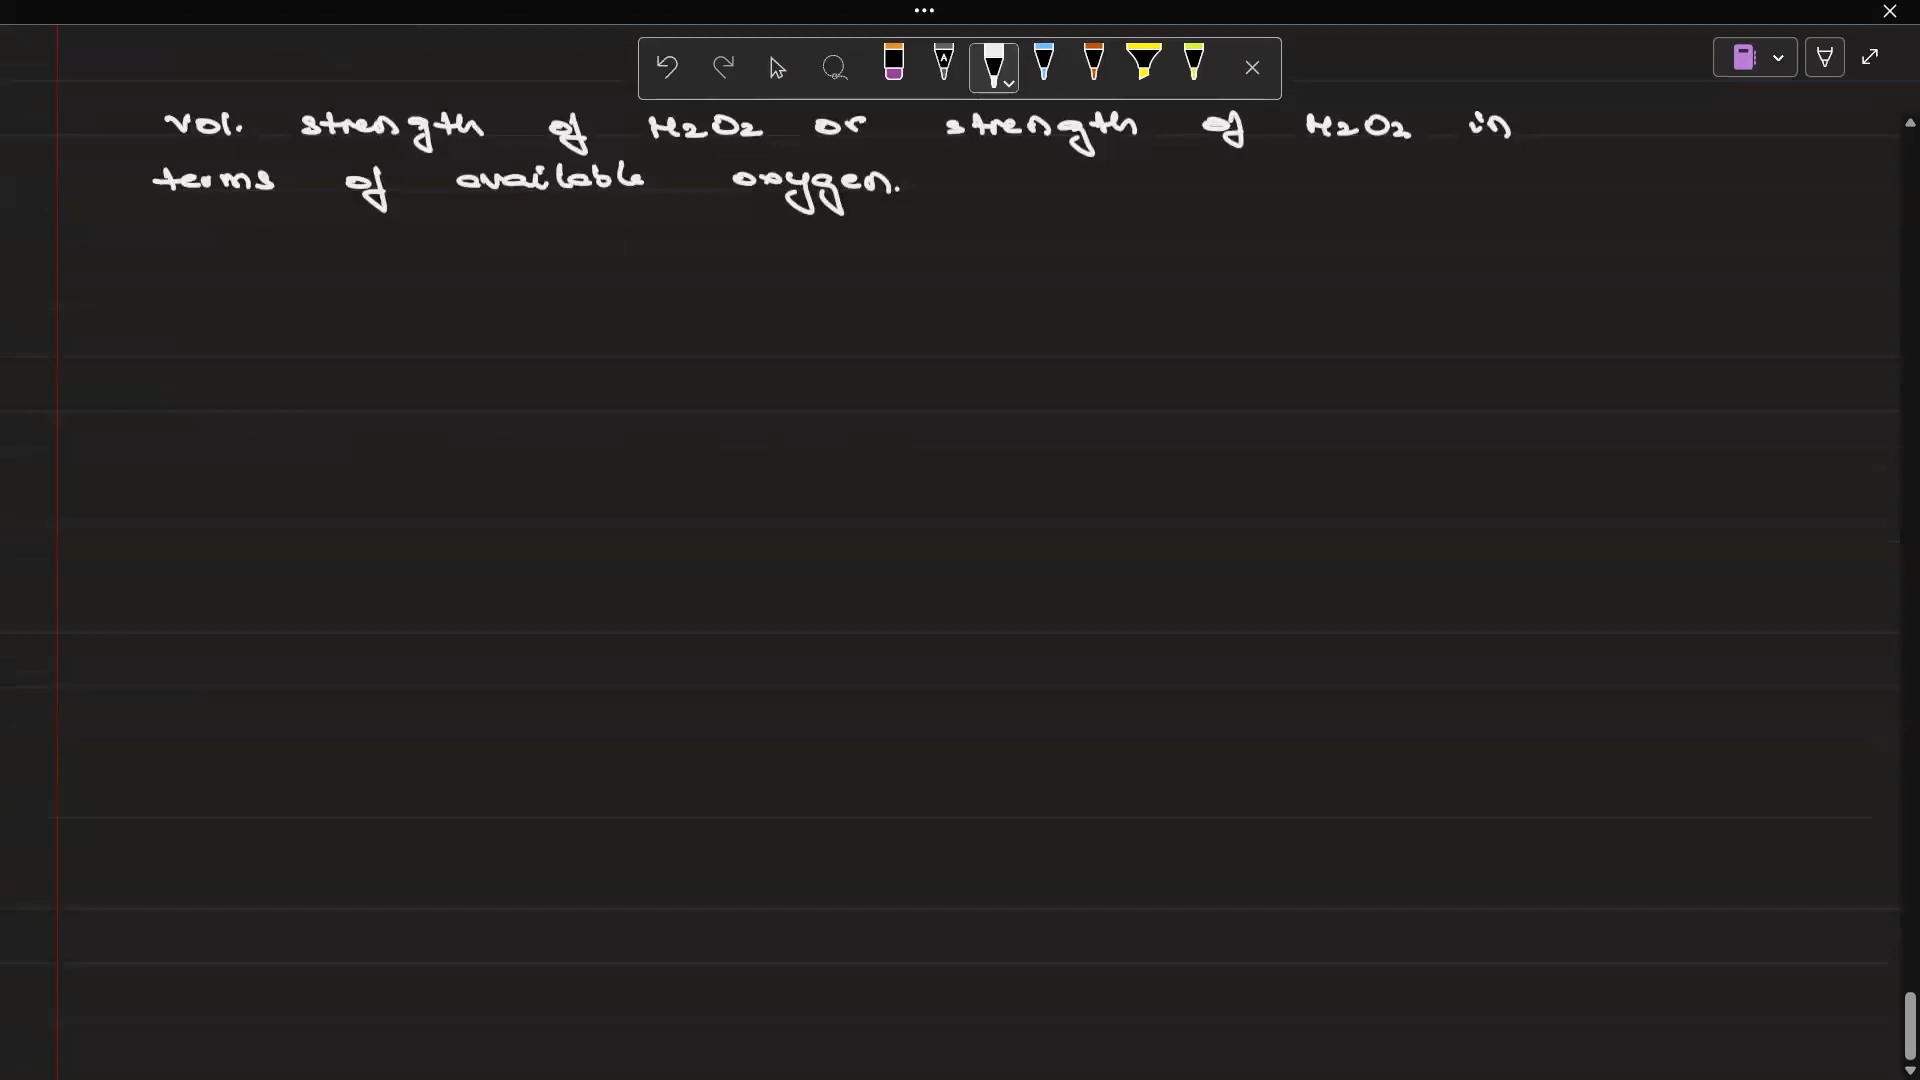 vol. strength of H2O2 or strength of H2O2 in
terms of available oxygen.